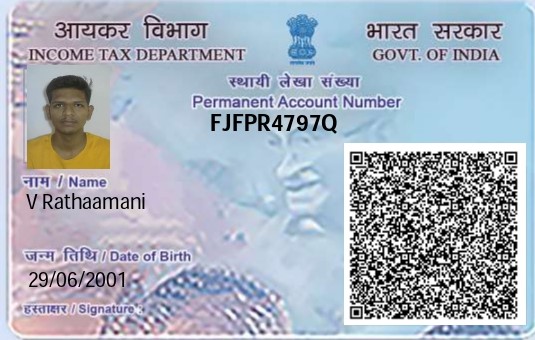 आयकर विभाग
INCOME TAX DEPARTMENT
भारत सरकार
GOVT. OF INDIA
स्थायी लेखा संख्या
Permanent Account Number
FJFPR4797Q
नाम / Name
V Rathaamani
जन्म तिथि / Date of Birth
29/06/2001
हस्ताक्षर / Signature :